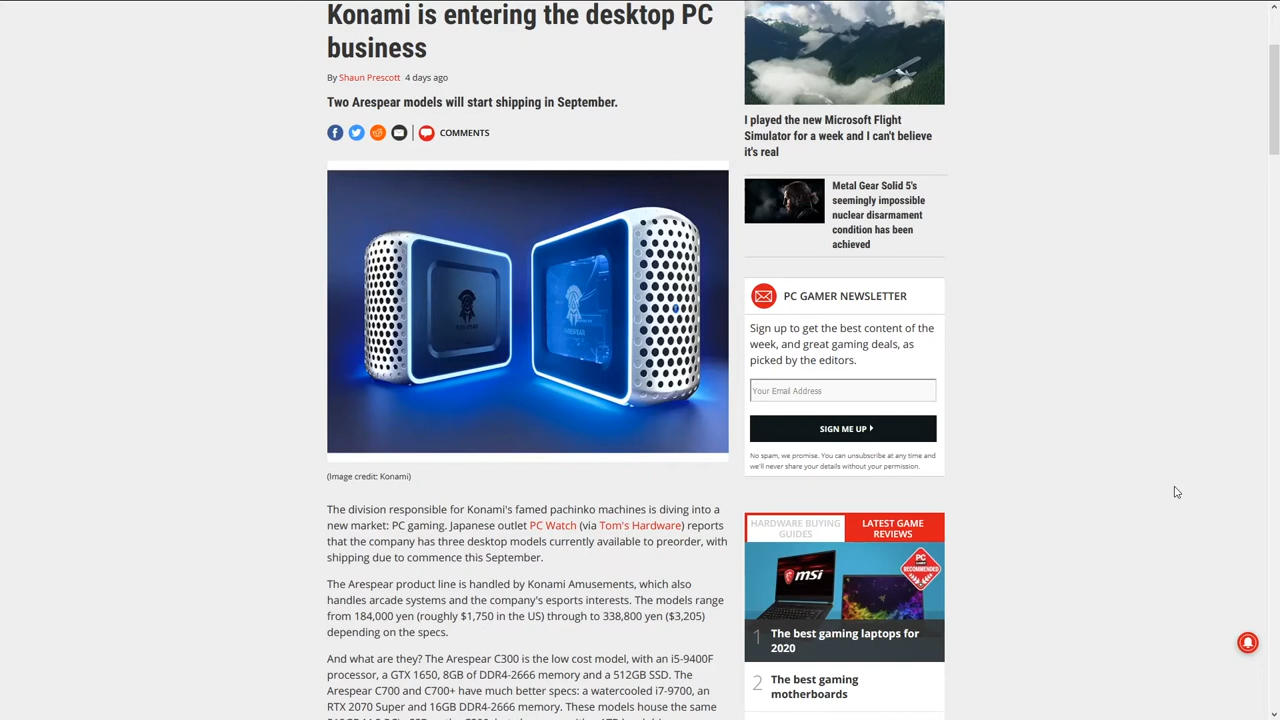 Konami is entering the desktop PC
business
By Shaun Prescott 4 days ago
Two Arespear models will start shipping in September.
COMMENTS
ARESPEAR
(Image credit: Konami)
The division responsible for Konami's famed pachinko machines is diving into a
new market: PC gaming. Japanese outlet PC Watch (via Tom's Hardware) reports
that the company has three desktop models currently available to preorder, with
shipping due to commence this September.
The Arespear product line is handled by Konami Amusements, which also
handles arcade systems and the company's esports interests. The models range
from 184,000 yen (roughly $1,750 in the US) through to 338,800 yen ($3,205)
depending on the specs.
And what are they? The Arespear C300 is the low cost model, with an i5-9400F
processor, a GTX 1650, 8GB of DDR4-2666 memory and a 512GB SSD. The
Arespear C700 and C700+ have much better specs: a watercooled i7-9700, an
RTX 2070 Super and 16GB DDR4-2666 memory. These models house the same
I played the new Microsoft Flight
Simulator for a week and I can't believe
it's real
Metal Gear Solid 5's
seemingly impossible
nuclear disarmament
condition has been
achieved
PC GAMER NEWSLETTER
Sign up to get the best content of the
week, and great gaming deals, as
picked by the editors.
Your Email Address
SIGN ME UP
No spam, we promise. You can unsubscribe at any time and
we'll never share your details without your permission.
HARDWARE BUYING
GUIDES
LATEST GAME
REVIEWS
msi
PC
GAMER
RECOMMENDED
1 The best gaming laptops for
2020
2 The best gaming
motherboards